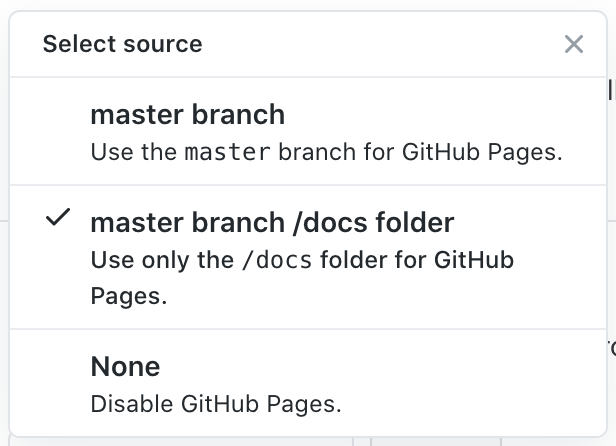 Select source
master branch
Use the master branch for GitHub Pages.
master branch /docs folder
Use only the /docs folder for GitHub
Pages.
None
Disable GitHub Pages.